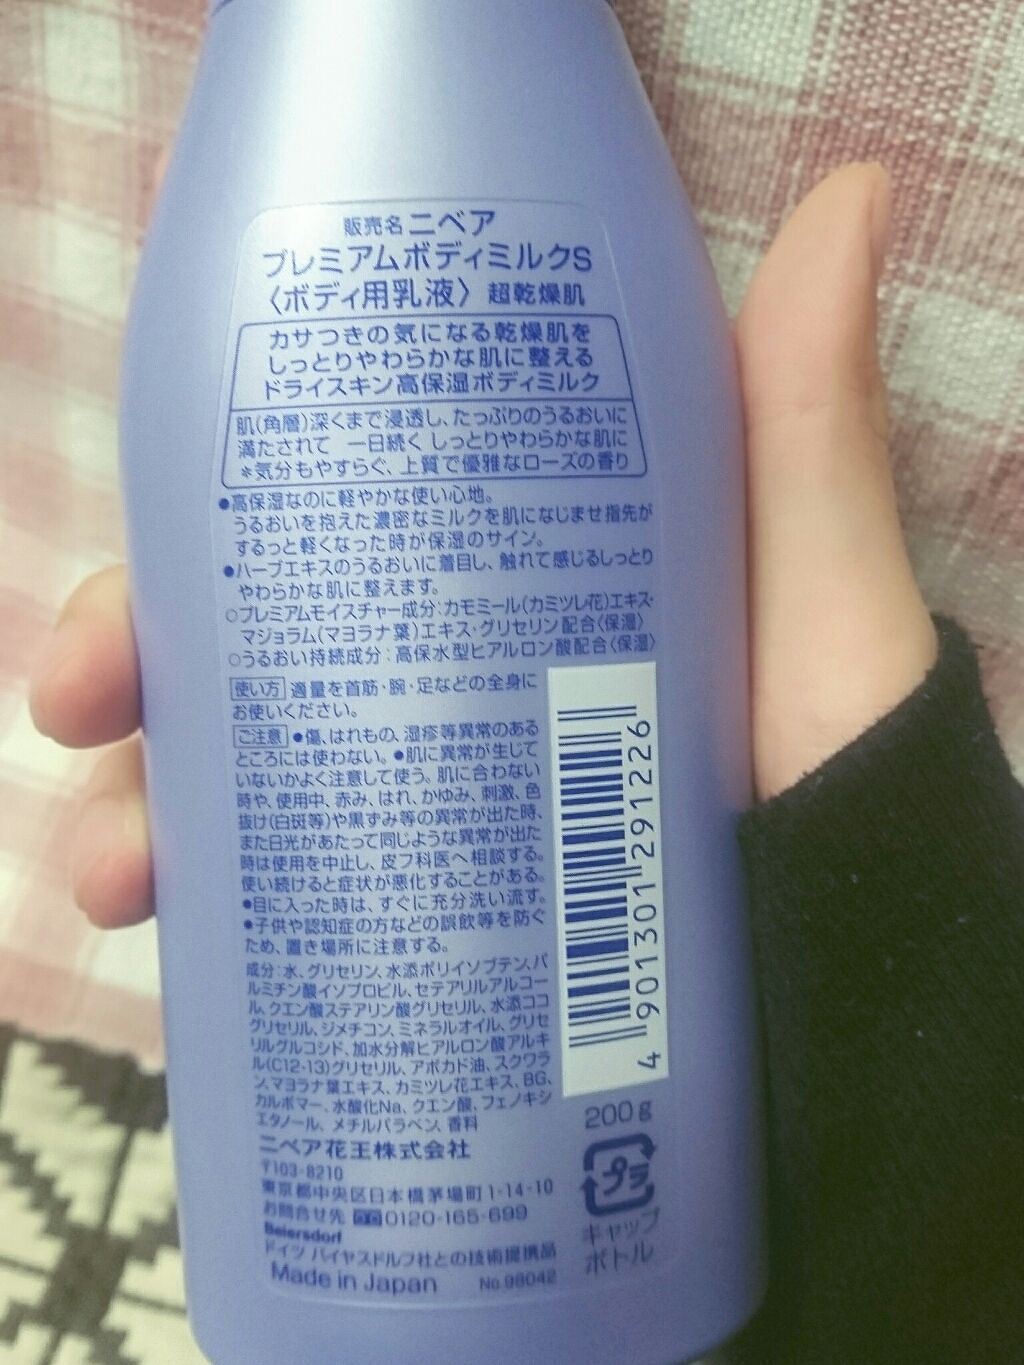 販売名 ニベア
プレミアムボディミルクS
〈ボディ用乳液〉 超乾燥肌
カサつきの気になる乾燥肌を
しっとりやわらかな肌に整える
ドライスキン高保湿ボディミルク
肌(角層)深くまで浸透し、たっぷりのうるおいに
満たされて 一日続く しっとりやわらかな肌に
*気分もやすらぐ、上質で優雅なローズの香り
●高保湿なのに軽やかな使い心地。
うるおいを抱えた濃密なミルクを肌になじませ指先が
するっと軽くなった時が保湿のサイン。
●ハーブエキスのうるおいに着目し、触れて感じるしっとり
やわらかな肌に整えます。
○プレミアムモイスチャー成分:カモミール(カミツレ花)エキス・
マジョラム(マヨラナ葉)エキス・グリセリン配合〈保湿〉
○うるおい持続成分:高保水型ヒアルロン酸配合〈保湿〉
使い方 適量を首筋・腕・足などの全身に
お使いください。
ご注意 ●傷、はれもの、湿疹等異常のある
ところには使わない。●肌に異常が生じて
いないかよく注意して使う。肌に合わない
時や、使用中、赤み、はれ、かゆみ、刺激、色
抜け(白斑等)や黒ずみ等の異常が出た時、
また日光があたって同じような異常が出た
時は使用を中止し、皮フ科医へ相談する。
使い続けると症状が悪化することがある。
●目に入った時は、すぐに充分洗い流す。
●子供や認知症の方などの誤飲等を防ぐ
ため、置き場所に注意する。
成分:水、グリセリン、水添ポリイソブテン、パ
ルミチン酸イソプロピル、セテアリルアルコー
ル、クエン酸ステアリン酸グリセリル、水添ココ
グリセリル、ジメチコン、ミネラルオイル、グリセ
リルグルコシド、加水分解ヒアルロン酸アルキ
ル(C12-13)グリセリル、アボカド油、スクワラ
ン、マヨラナ葉エキス、カミツレ花エキス、BG、
カルボマー、水酸化Na、クエン酸、フェノキシ
エタノール、メチルパラベン、香料
ニベア花王株式会社
〒103-8210
東京都中央区日本橋茅場町1-14-10
お問合せ先 0120-165-699
Beiersdorf
ドイツ バイヤスドルフ社との技術提携品
Made in Japan No.98042
4 901301 291226
200g
プラ
キャップ
ボトル